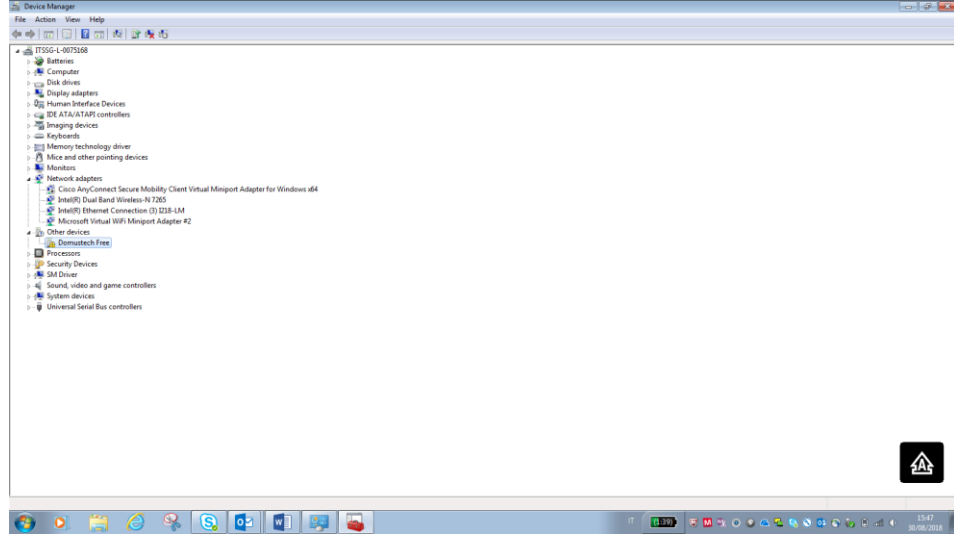 Device Manager
File Action View Help
ITSSG-L-0075168
Batteries
Computer
Disk drives
Display adapters
Human Interface Devices
IDE ATA/ATAPI controllers
Imaging devices
Keyboards
Memory technology driver
Mice and other pointing devices
Monitors
Network adapters
Cisco AnyConnect Secure Mobility Client Virtual Miniport Adapter for Windows x64
Intel(R) Dual Band Wireless-N 7265
Intel(R) Ethernet Connection (3) I218-LM
Microsoft Virtual WiFi Miniport Adapter #2
Other devices
Domustech Free
Processors
Security Devices
SM Driver
Sound, video and game controllers
System devices
Universal Serial Bus controllers
A
IT (1:39) 15:47
30/08/2018